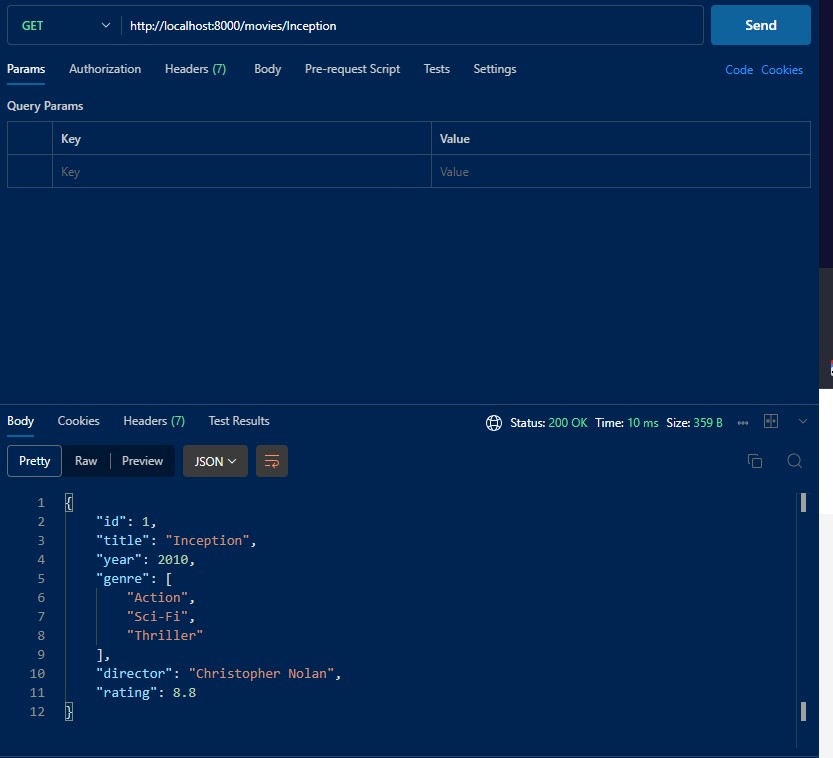 GET http://localhost:8000/movies/Inception Send
Params Authorization Headers (7) Body Pre-request Script Tests Settings Code Cookies
Query Params
Key Value
Key Value
Body Cookies Headers (7) Test Results Status: 200 OK Time: 10 ms Size: 359 B
Pretty Raw Preview JSON
1 {
2 "id": 1,
3 "title": "Inception",
4 "year": 2010,
5 "genre": [
6 "Action",
7 "Sci-Fi",
8 "Thriller"
9 ],
10 "director": "Christopher Nolan",
11 "rating": 8.8
12 }